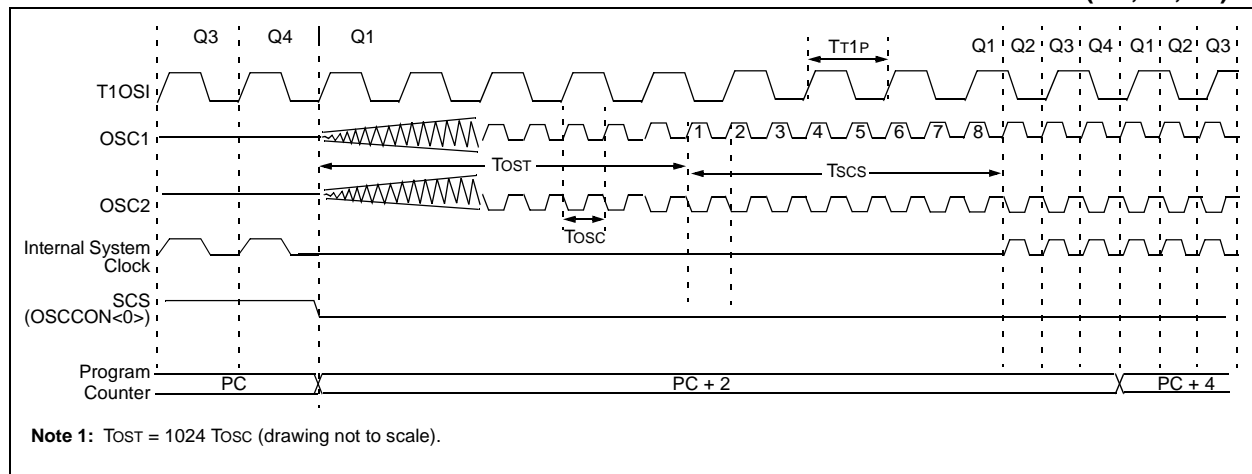 Q3 Q4 Q1 Q1 Q2 Q3 Q4 Q1 Q2 Q3
TT1P
T1OSI
OSC1
1 2 3 4 5 6 7 8
TOST
TSCS
OSC2
TOSC
Internal System
Clock
SCS
(OSCCON<0>)
Program
Counter
PC PC + 2 PC + 4
Note 1: TOST = 1024 TOSC (drawing not to scale).